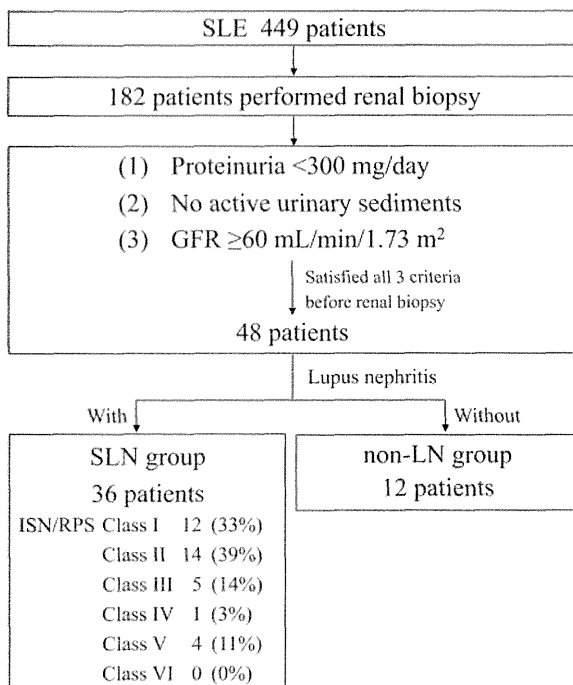 SLE 449 patients
182 patients performed renal biopsy
(1) Proteinuria <300 mg/day
(2) No active urinary sediments
(3) GFR ≥60 mL/min/1.73 m²
Satisfied all 3 criteria
before renal biopsy
48 patients
Lupus nephritis
With
Without
SLN group
36 patients
ISN/RPS Class I 12 (33%)
Class II 14 (39%)
Class III 5 (14%)
Class IV 1 (3%)
Class V 4 (11%)
Class VI 0 (0%)
non-LN group
12 patients